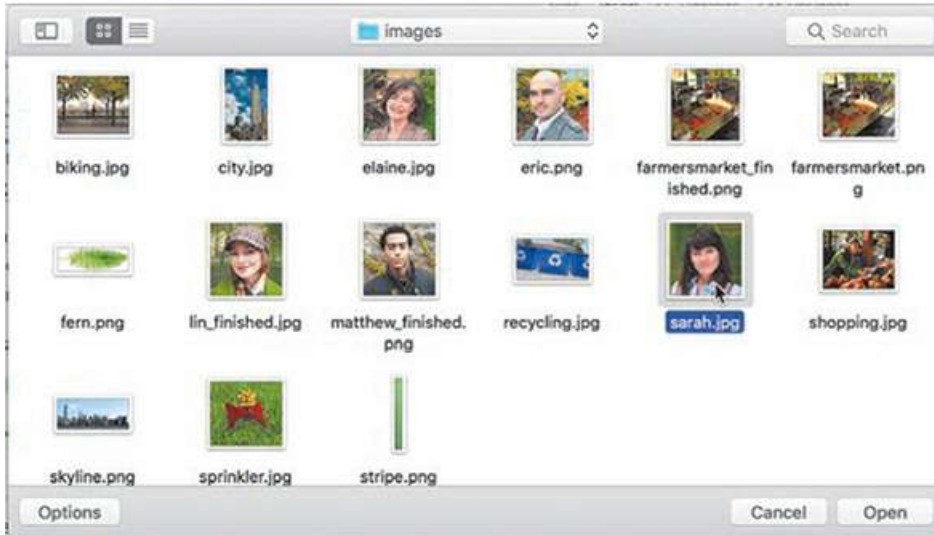 images
Search
biking.jpg
city.jpg
elaine.jpg
eric.png
farmersmarket_fin
ished.png
farmersmarket.pn
g
fern.png
lin_finished.jpg
matthew_finished.
png
recycling.jpg
sarah.jpg
shopping.jpg
skyline.png
sprinkler.jpg
stripe.png
Options
Cancel
Open